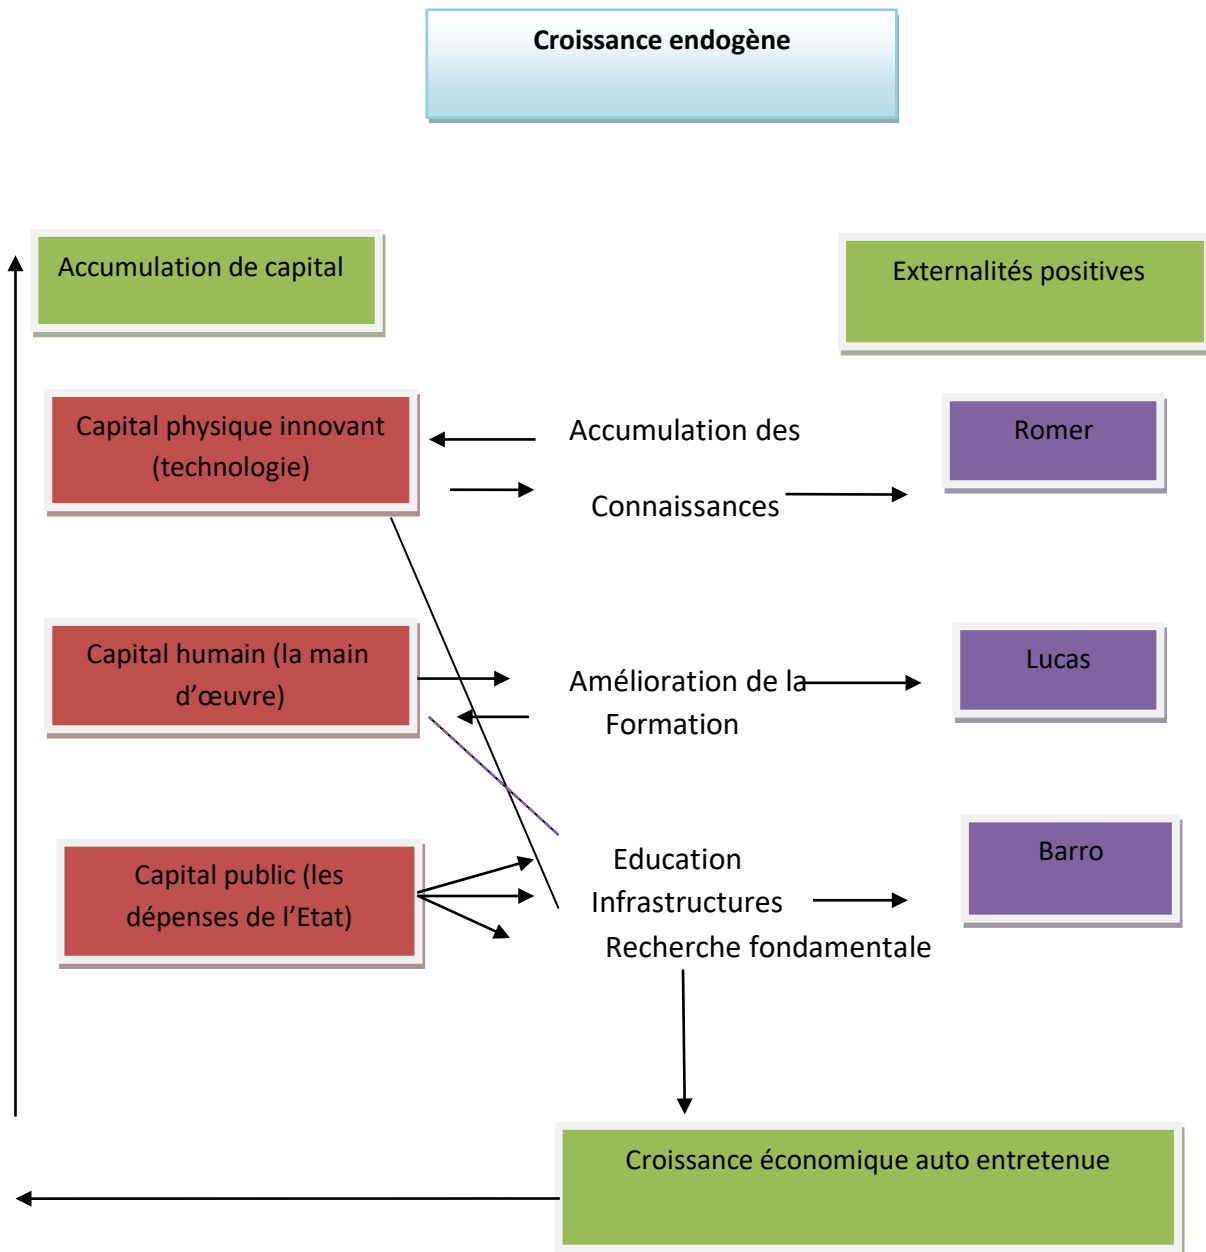 Croissance endogène
Accumulation de capital
Externalités positives
Capital physique innovant
(technologie)
Accumulation des
Connaissances
Romer
Capital humain (la main
d’œuvre)
Amélioration de la
Formation
Lucas
Capital public (les
dépenses de l’Etat)
Education
Infrastructures
Recherche fondamentale
Barro
Croissance économique auto entretenue